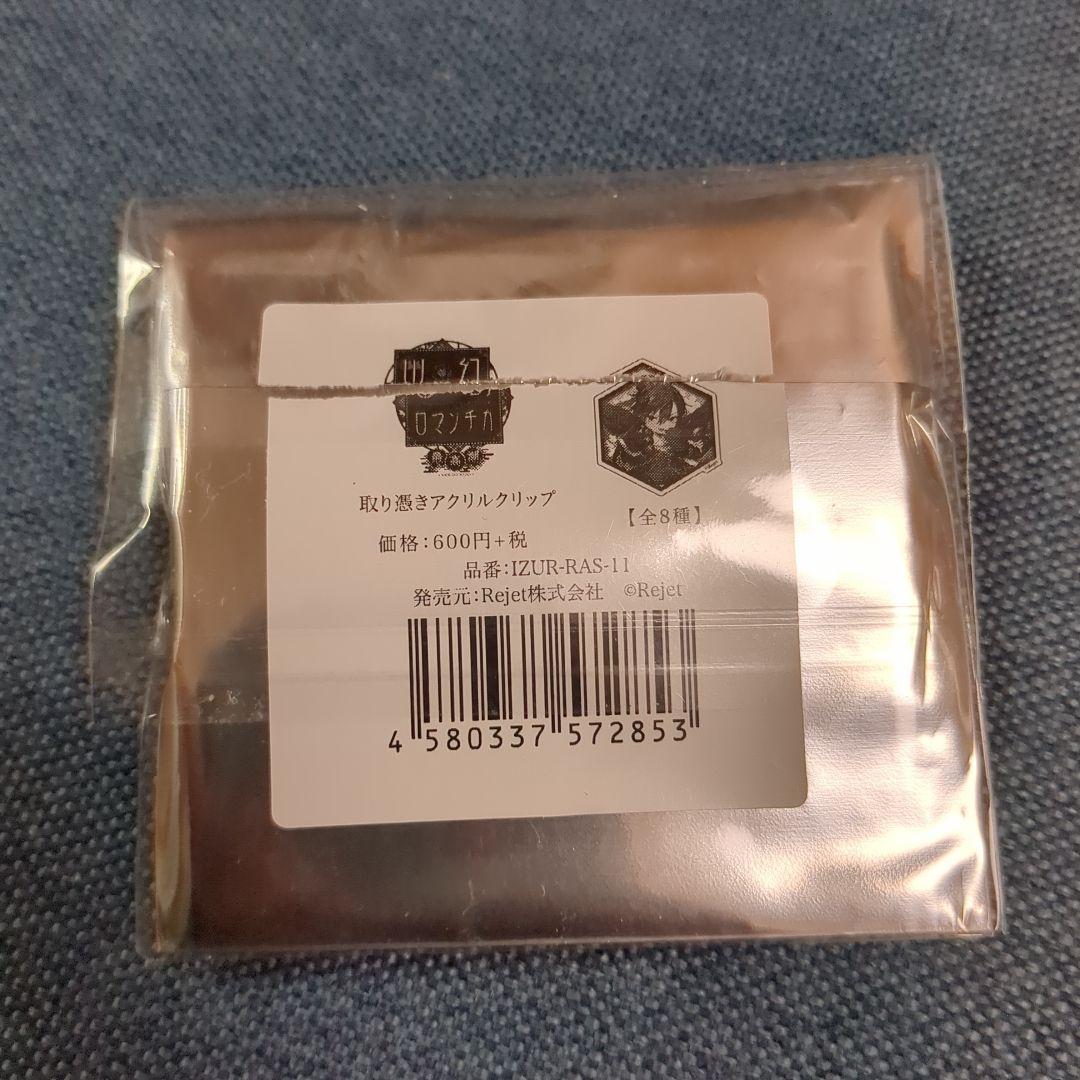 幻
ロマンチカ
取り憑きアクリルクリップ
【全8種】
価格:600円+税
品番:IZUR-RAS-11
発売元:Rejet株式会社 ©Rejet
4 580337 572853